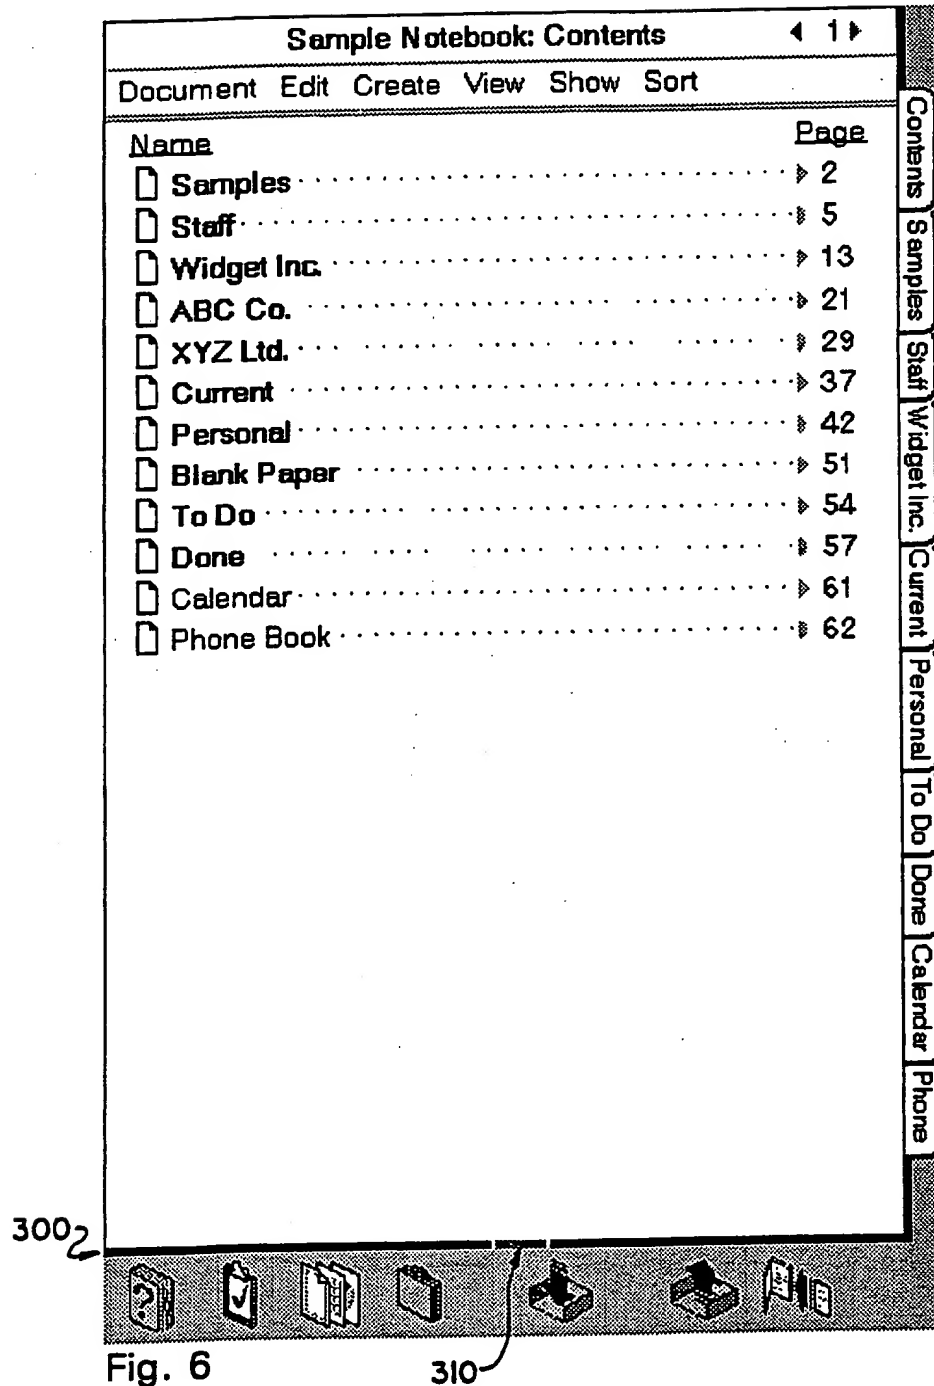 Sample Notebook: Contents 1
Document Edit Create View Show Sort
Name Page
Samples 2
Staff 5
Widget Inc. 13
ABC Co. 21
XYZ Ltd. 29
Current 37
Personal 42
Blank Paper 51
To Do 54
Done 57
Calendar 61
Phone Book 62
Contents
Samples
Staff
Widget Inc.
Current
Personal
To Do
Done
Calendar
Phone
300
?
Fig. 6
310